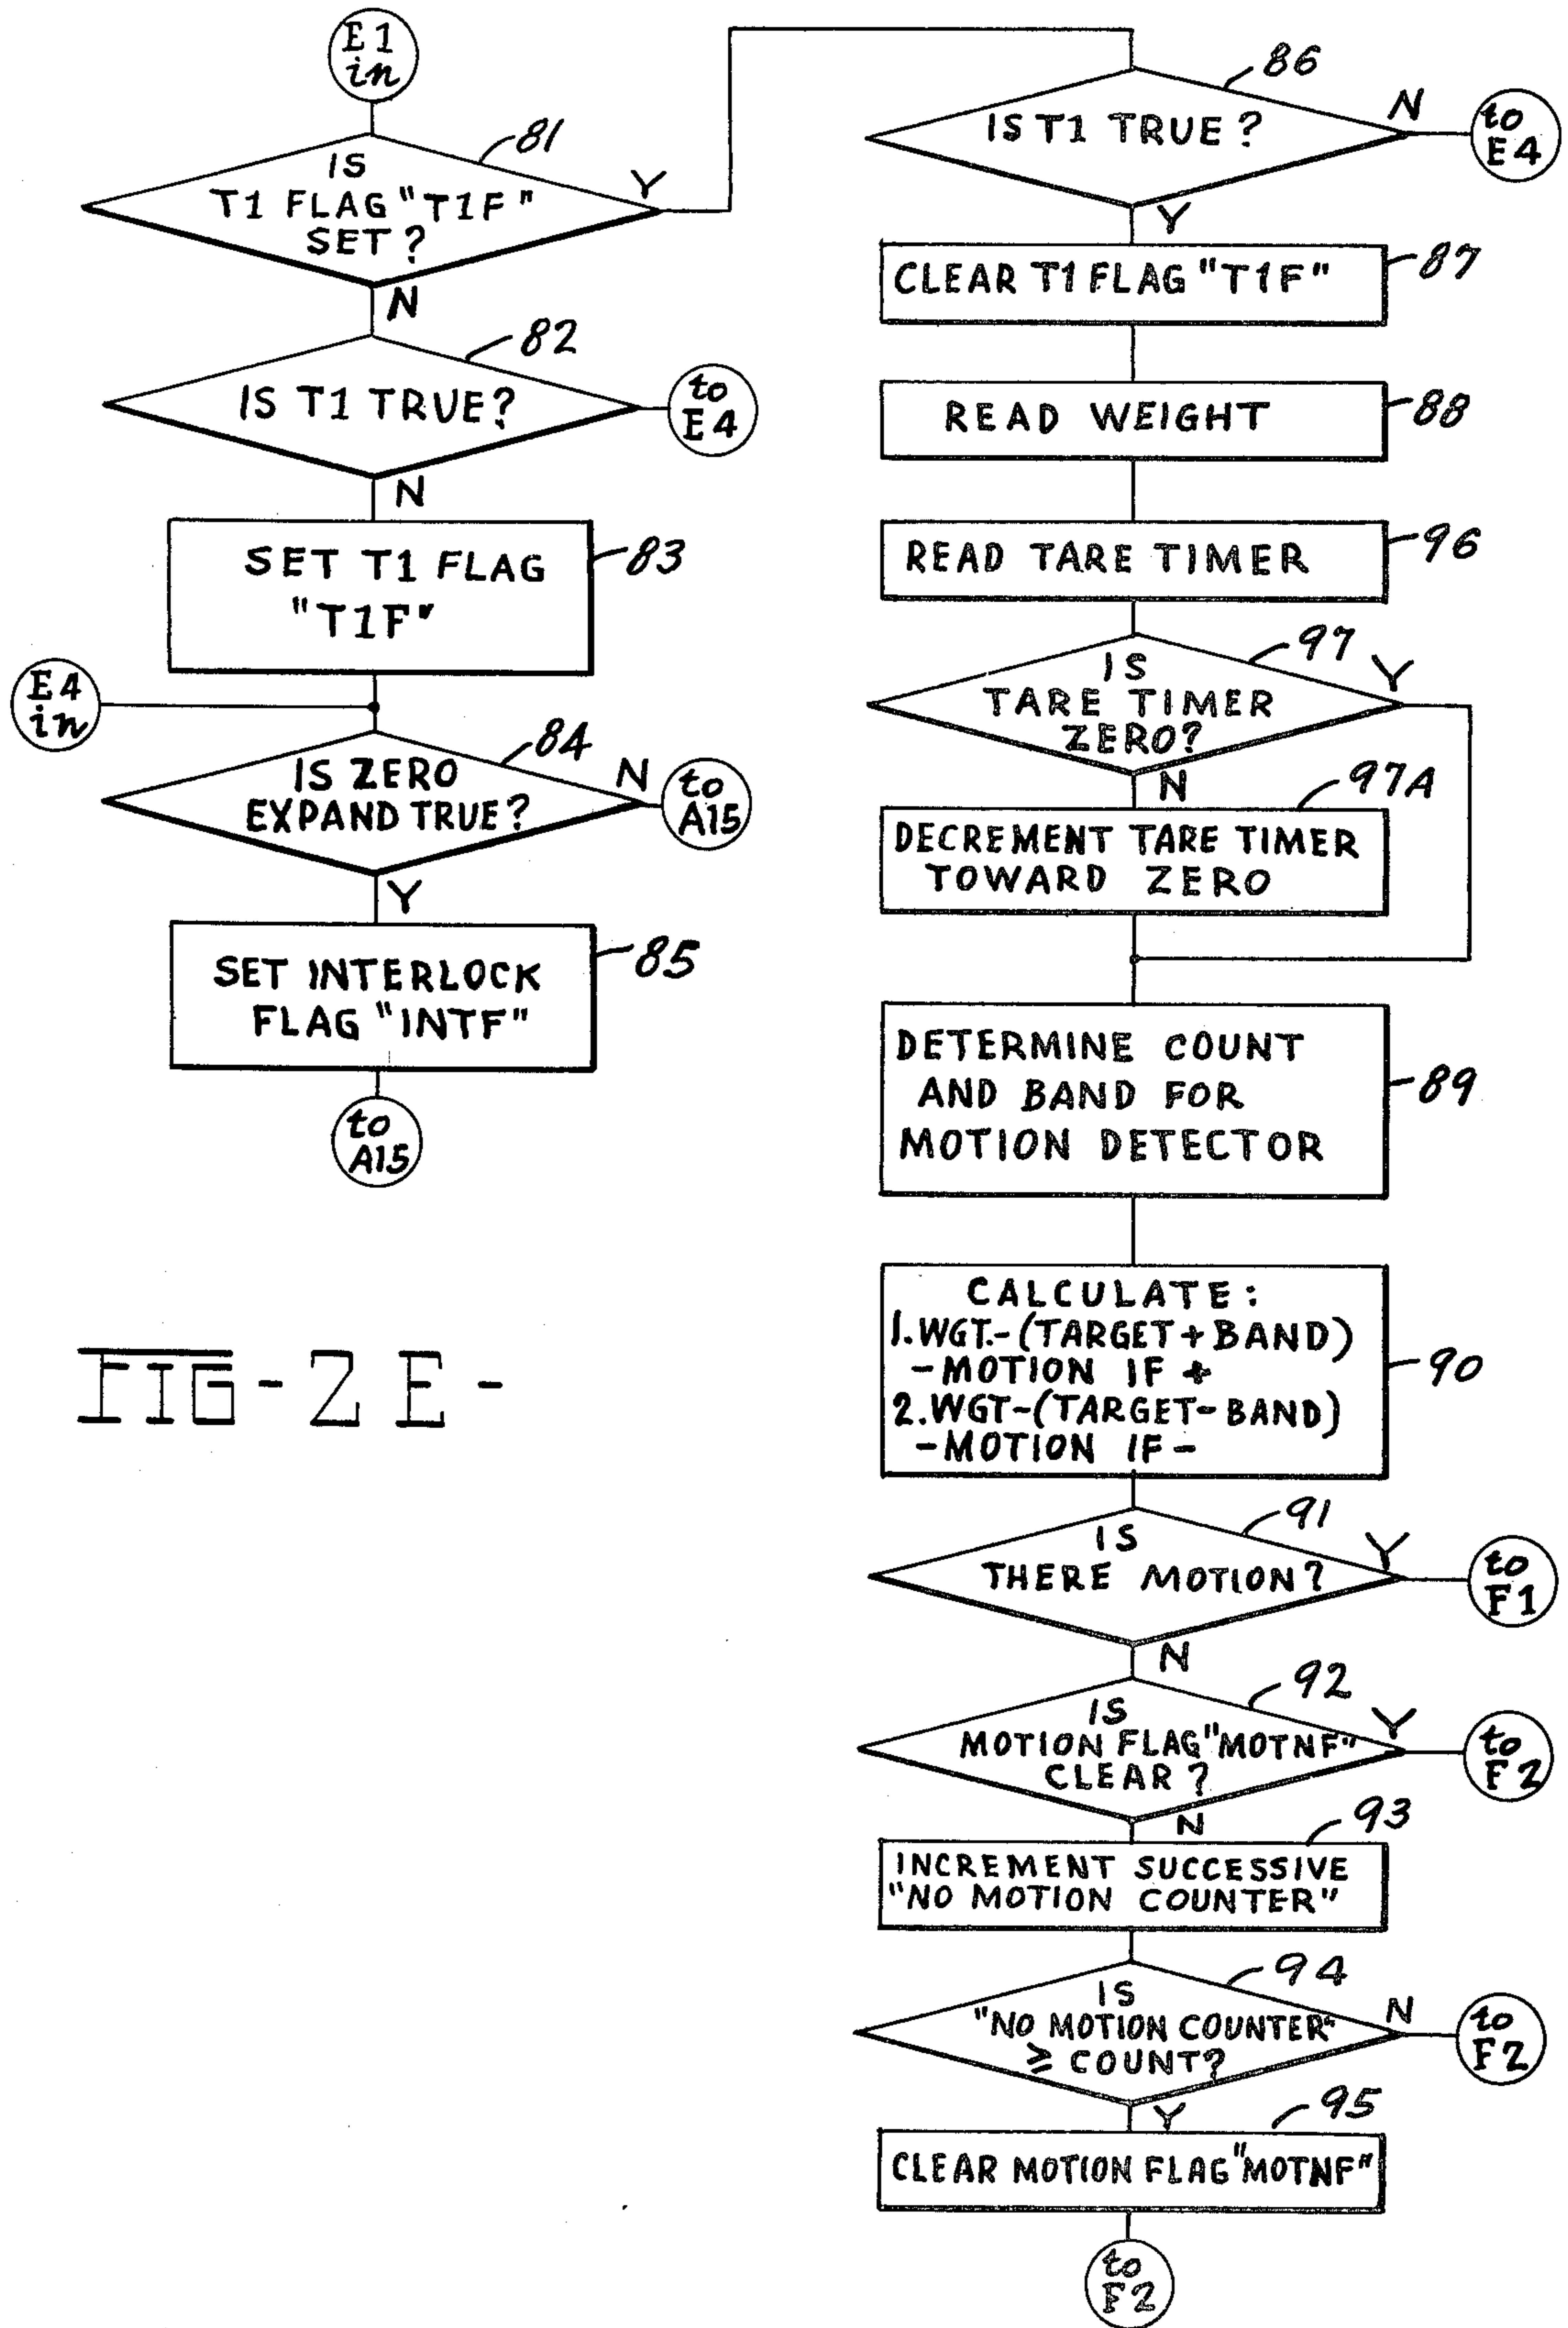 E1
in
81
IS
T1 FLAG "T1F"
SET?
Y
N
82
IS T1 TRUE?
to
E4
N
SET T1 FLAG
"T1F"
83
E4
in
84
IS ZERO
EXPAND TRUE?
N
to
A15
Y
SET INTERLOCK
FLAG "INTF"
85
to
A15
FIG-2E-
86
IS T1 TRUE?
N
to
E4
Y
CLEAR T1 FLAG "T1F"
87
READ WEIGHT
88
READ TARE TIMER
96
97
IS
TARE TIMER
ZERO?
Y
N
97A
DECREMENT TARE TIMER
TOWARD ZERO
DETERMINE COUNT
AND BAND FOR
MOTION DETECTOR
89
CALCULATE:
1.WGT.-(TARGET+BAND)
-MOTION IF +
2.WGT-(TARGET-BAND)
-MOTION IF -
90
91
IS
THERE MOTION?
Y
to
F1
N
92
IS
MOTION FLAG "MOTNF"
CLEAR?
Y
to
F2
N
93
INCREMENT SUCCESSIVE
"NO MOTION COUNTER"
94
IS
"NO MOTION COUNTER"
≥ COUNT?
N
to
F2
Y
95
CLEAR MOTION FLAG "MOTNF"
to
F2